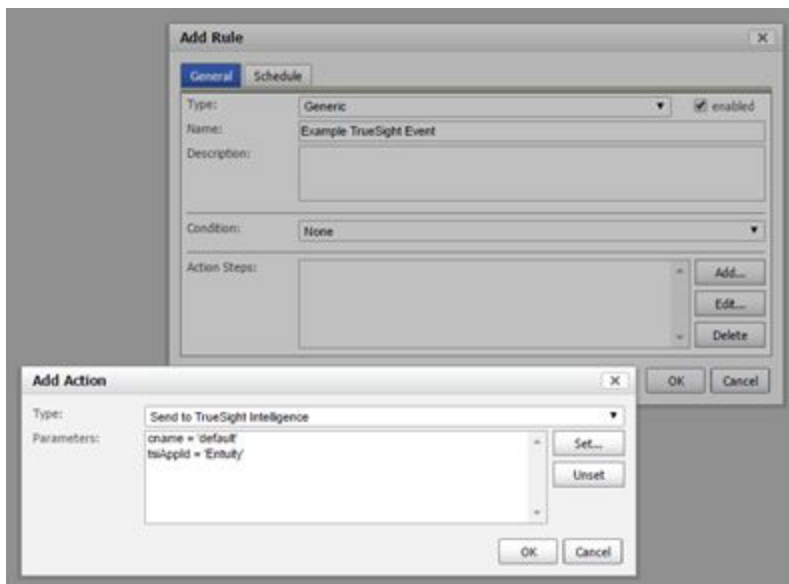 Add Rule
General Schedule
Type: Generic enabled
Name: Example TrueSight Event
Description:
Condition: None
Action Steps: Add...
Edit...
Delete
OK Cancel
Add Action
Type: Send to TrueSight Intelligence
Parameters: cname = 'default' Set...
tsiAppId = 'Entuity'
Unset
OK Cancel